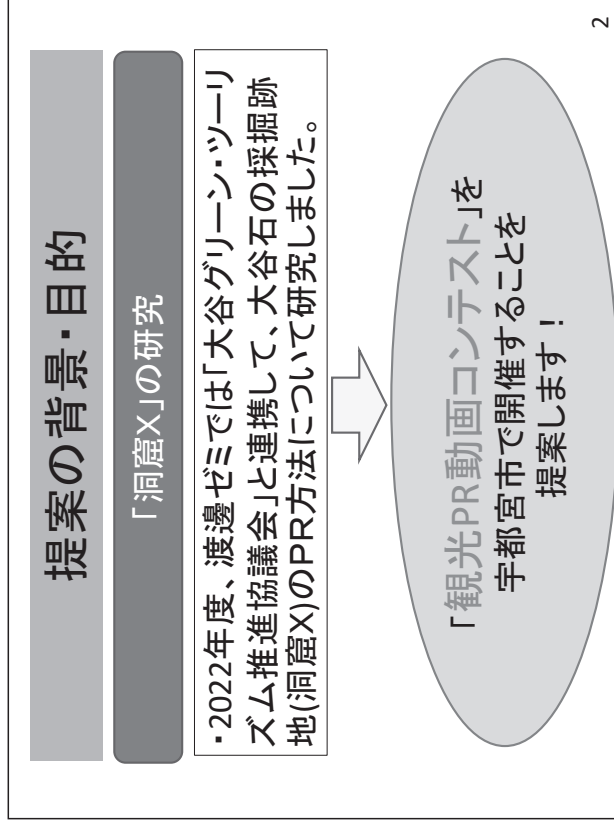 提案の背景・目的
「洞窟X」の研究
・2022年度、渡邊ゼミでは「大谷グリーン・ツーリ
ズム推進協議会」と連携して、大谷石の採掘跡
地(洞窟X)のPR方法について研究しました。
「観光PR動画コンテスト」を
宇都宮市で開催することを
提案します！
2